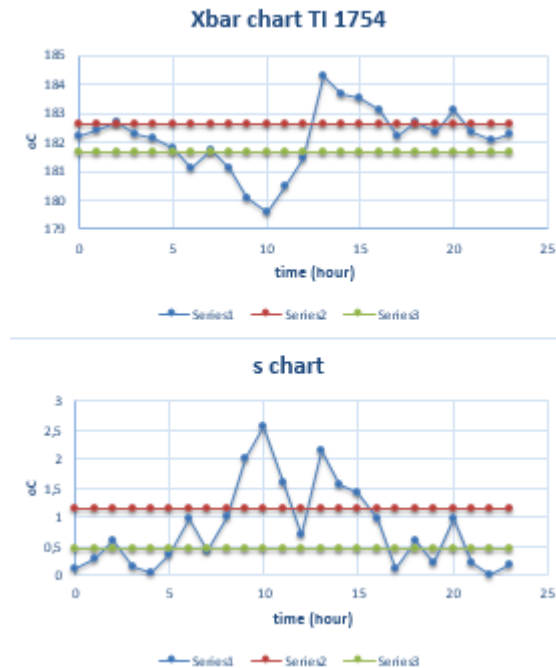 Xbar chart TI 1754
185
184
183
182
181
180
179
oC
0 5 10 15 20 25
time (hour)
Series1 Series2 Series3
s chart
3
2,5
2
1,5
1
0,5
0
oC
0 5 10 15 20 25
time (hour)
Series1 Series2 Series3